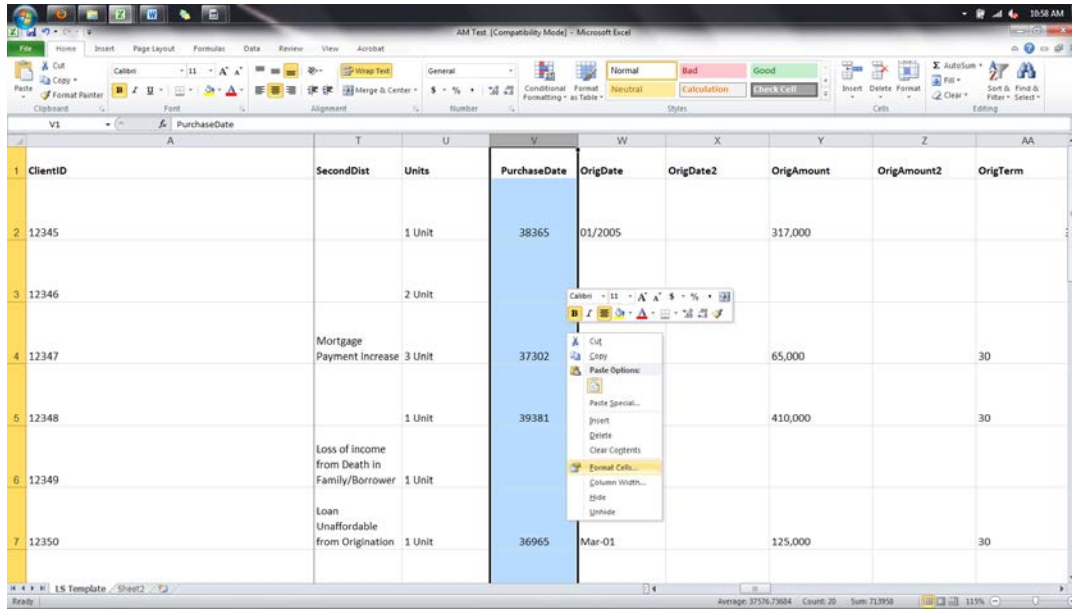 10:58 AM
AM Test [Compatibility Mode] - Microsoft Excel
File Home Insert Page Layout Formulas Data Review View Acrobat
Cut
Copy
Format Painter
Paste
Clipboard
Calibri 11
B I U
Font
Wrap Text
Merge & Center
Alignment
General
$ % ,
Number
Conditional Formatting
Format as Table
Normal Bad Good
Neutral Calculation Check Cell
Styles
Insert Delete Format
Cells
Σ AutoSum
Fill
Clear
Sort & Filter
Find & Select
Editing
V1 fx PurchaseDate
A T U V W X Y Z AA
1 ClientID SecondDist Units PurchaseDate OrigDate OrigDate2 OrigAmount OrigAmount2 OrigTerm
2 12345 1 Unit 38365 01/2005 317,000
3 12346 2 Unit
Calibri 11 A A $ % ,
B I A
Mortgage
Payment Increase
4 12347 3 Unit 37302 65,000 30
5 12348 1 Unit 39381 410,000 30
Loss of income
from Death in
Family/Borrower
6 12349 1 Unit
Loan
Unaffordable
from Origination
7 12350 1 Unit 36965 Mar-01 125,000 30
Cut
Copy
Paste Options:
Paste Special...
Insert
Delete
Clear Contents
Format Cells...
Column Width...
Hide
Unhide
LS Template Sheet2
Ready Average: 37576.73684 Count: 20 Sum: 713958 115%